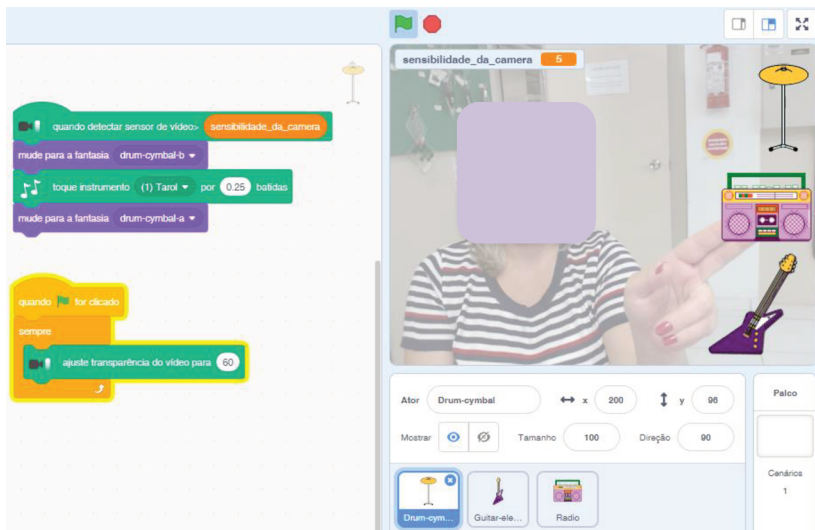 quando detectar sensor de vídeo> sensibilidade_da_camera
mude para a fantasia drum-cymbal-b
toque instrumento (1) Tarol por 0.25 batidas
mude para a fantasia drum-cymbal-a
quando for clicado
sempre
ajuste transparência do vídeo para 60
sensibilidade_da_camera 5
Ator Drum-cymbal x 200 y 96
Mostrar Tamanho 100 Direção 90
Drum-cym...
Guitar-ele...
Radio
Palco
Cenários
1